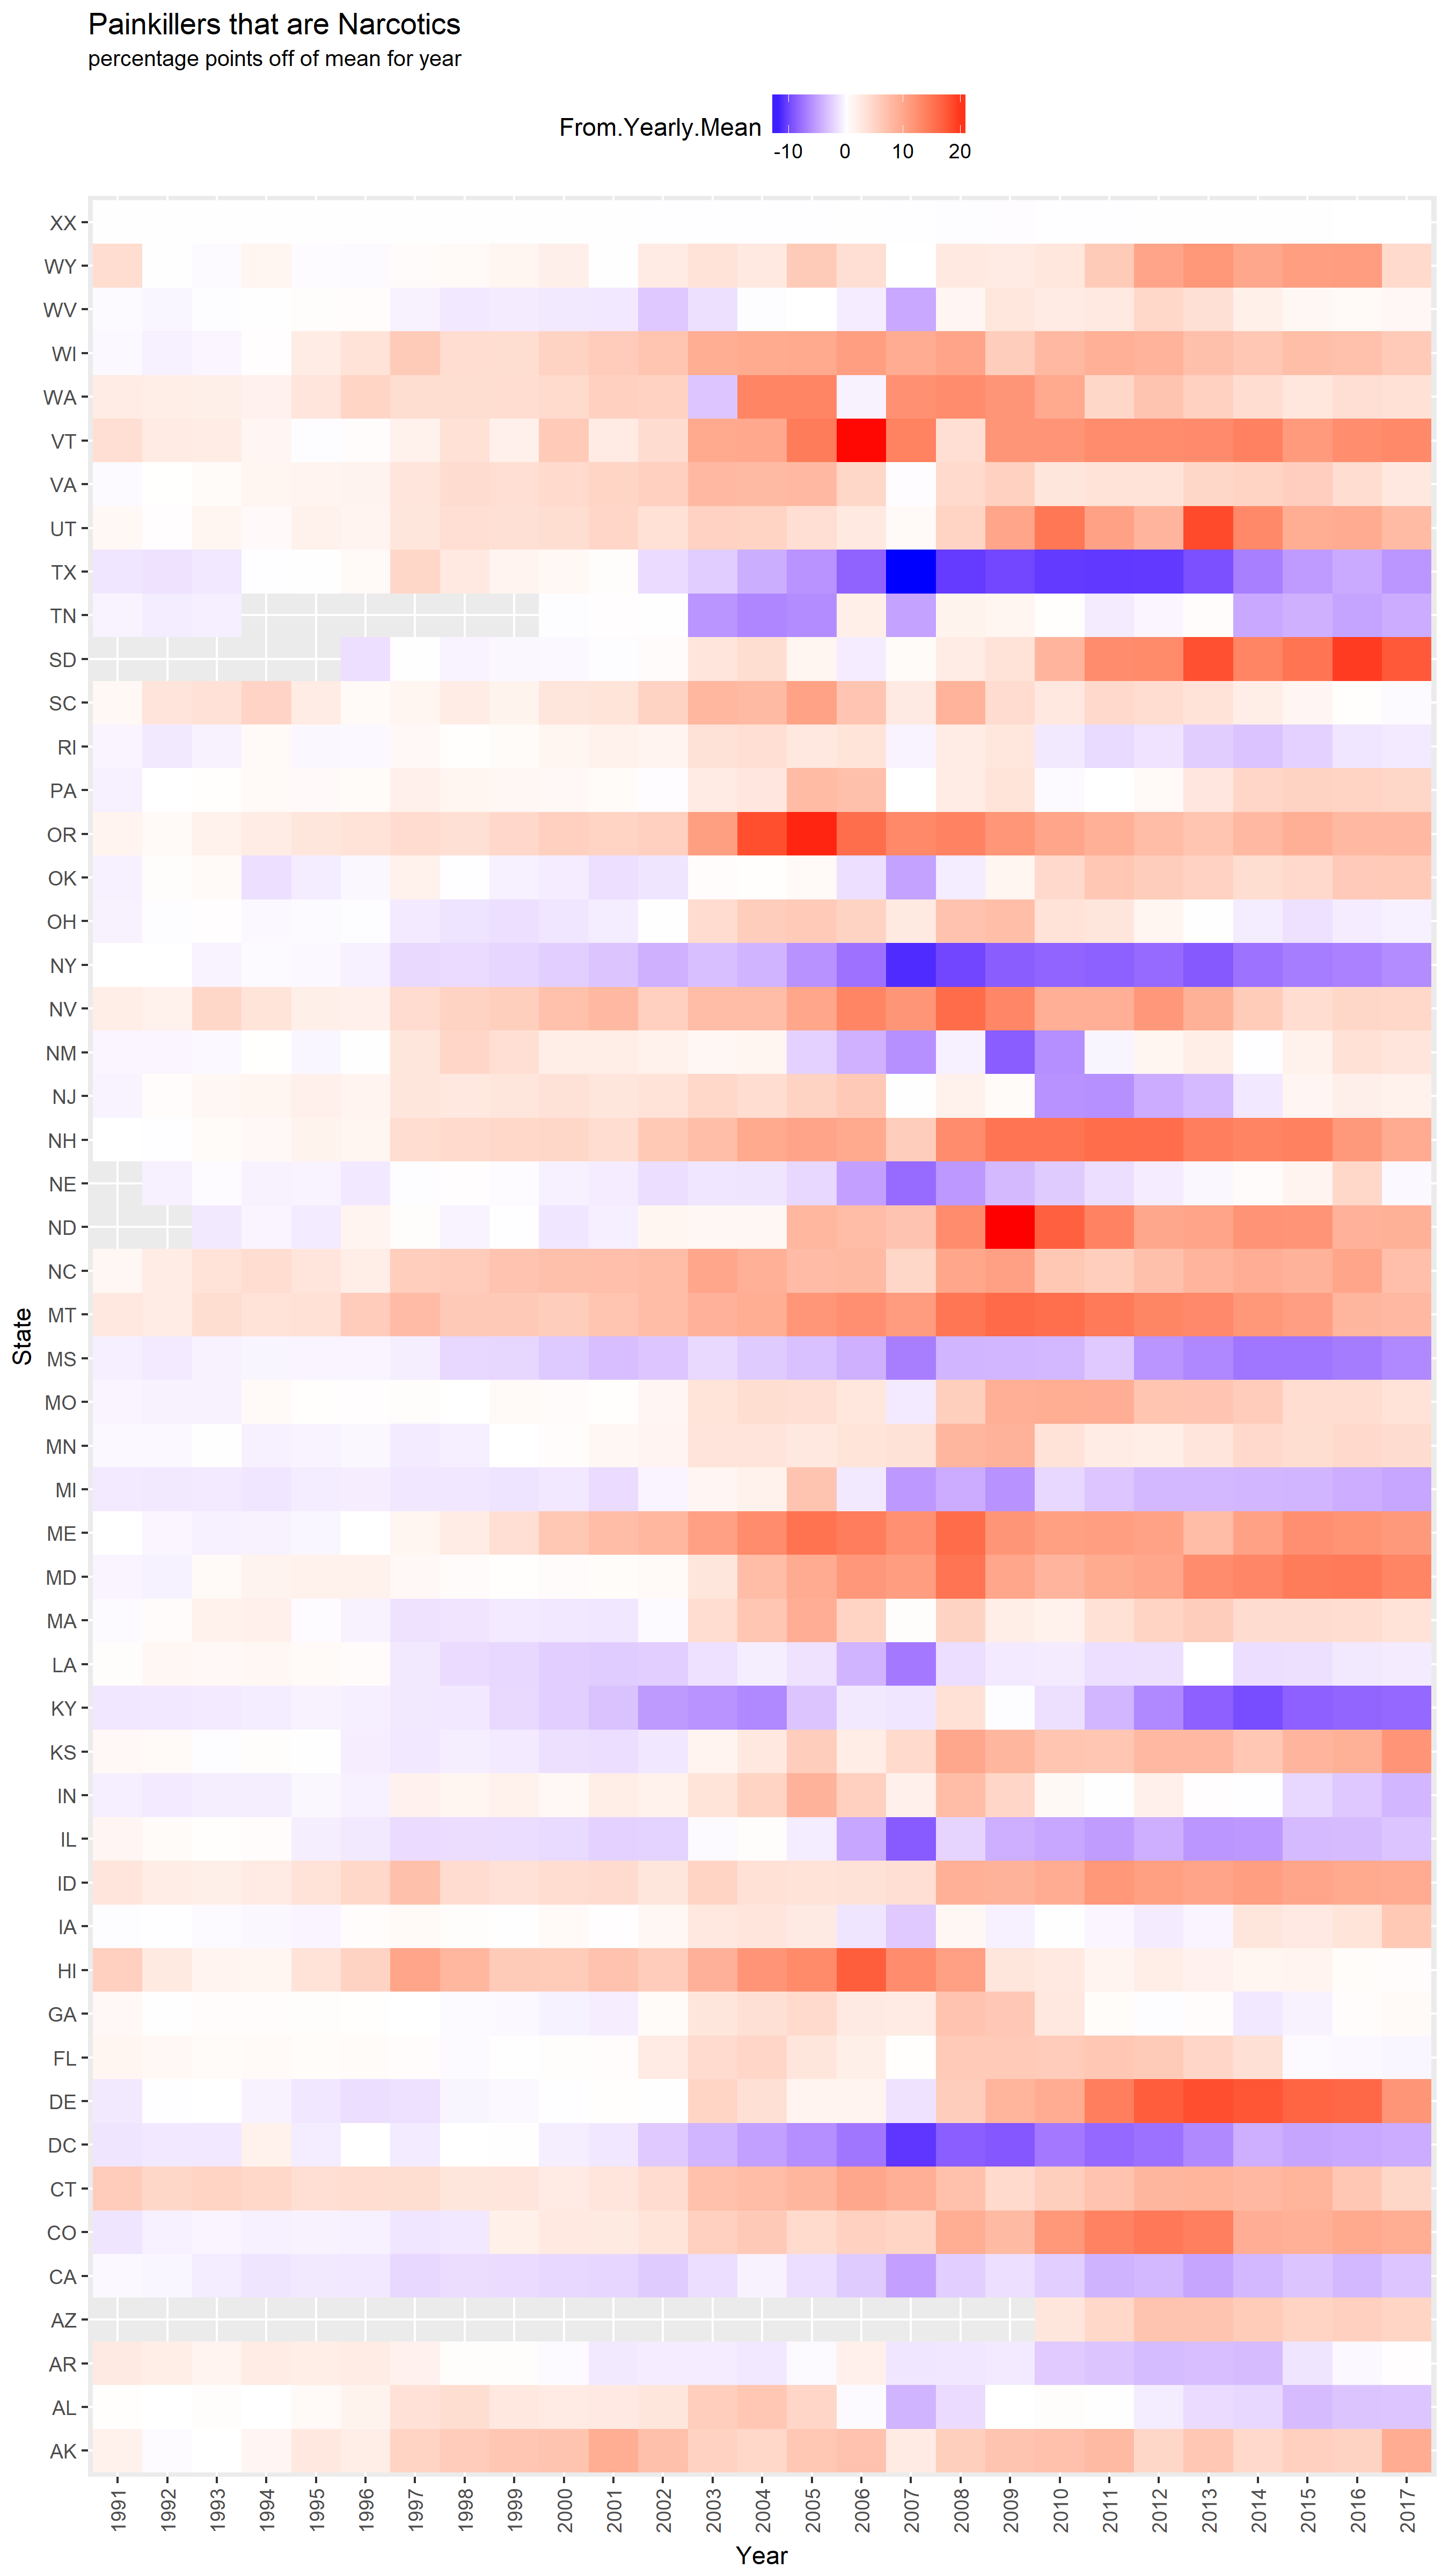 Painkillers that are Narcotics
percentage points off of mean for year
From.Yearly.Mean
-10 0 10 20
XX
WY
WV
WI
WA
VT
VA
UT
TX
TN
SD
SC
RI
PA
OR
OK
OH
NY
NV
NM
NJ
NH
NE
ND
NC
MT
MS
MO
MN
MI
ME
MD
MA
LA
KY
KS
IN
IL
ID
IA
HI
GA
FL
DE
DC
CT
CO
CA
AZ
AR
AL
AK
State
1991 1992 1993 1994 1995 1996 1997 1998 1999 2000 2001 2002 2003 2004 2005 2006 2007 2008 2009 2010 2011 2012 2013 2014 2015 2016 2017
Year